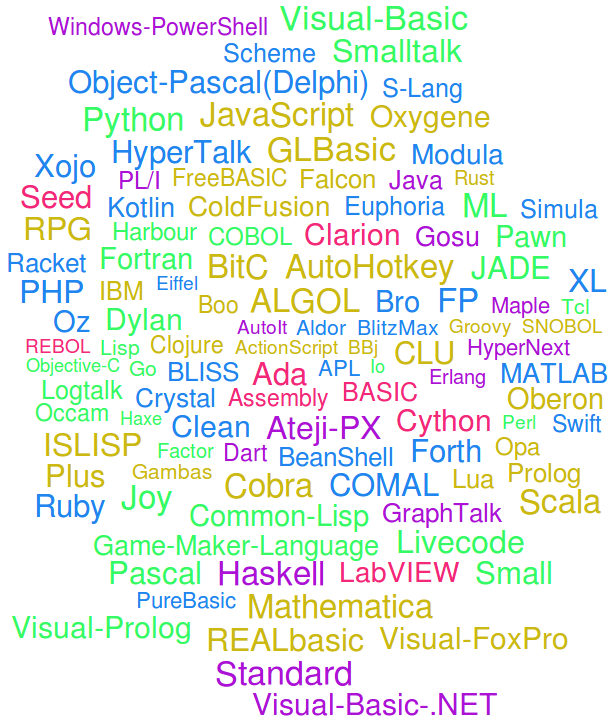 Windows-PowerShell Visual-Basic
Scheme Smalltalk
Object-Pascal(Delphi) S-Lang
Python JavaScript Oxygene
HyperTalk GLBasic Modula
Xojo PL/I FreeBASIC Falcon Java Rust
Seed Kotlin ColdFusion Euphoria ML Simula
RPG Harbour COBOL Clarion Gosu Pawn
Racket Fortran BitC AutoHotkey JADE XL
PHP IBM Eiffel Boo ALGOL Bro FP Maple Tcl
Oz Dylan AutoIt Aldor BlitzMax Groovy SNOBOL
REBOL Lisp Clojure ActionScript BBj CLU HyperNext
Objective-C Go BLISS Ada APL Io Erlang MATLAB
Logtalk Crystal Assembly BASIC Oberon
Occam Haxe Clean Ateji-PX Cython Perl Swift
ISLISP Factor Dart BeanShell Forth Opa
Plus Gambas Cobra COMAL Lua Prolog
Ruby Joy Common-Lisp GraphTalk Scala
Game-Maker-Language Livecode
Pascal Haskell LabVIEW Small
PureBasic Mathematica
Visual-Prolog REALbasic Visual-FoxPro
Standard
Visual-Basic-.NET